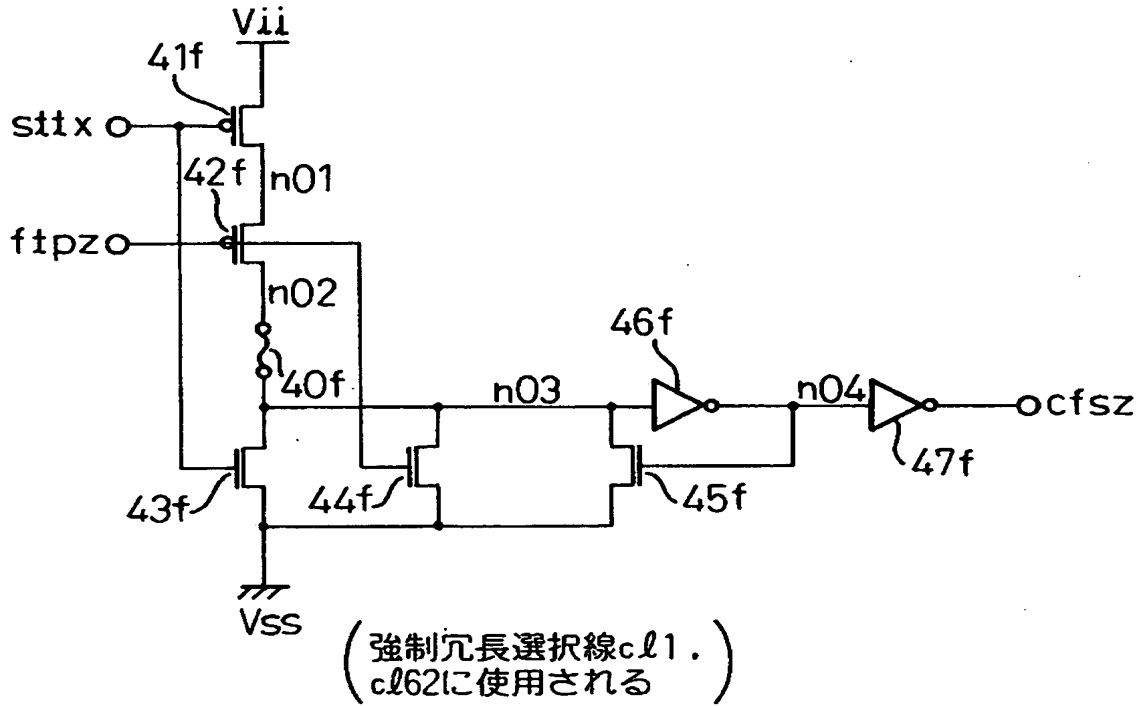 Vii
41f
sttx
42f
n01
ftpz
n02
46f
40f
n03
n04
cfsz
47f
43f
44f
45f
Vss
(強制冗長選択線cℓ1.
cℓ62に使用される)